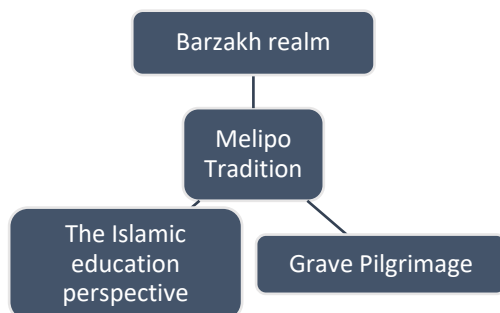 Barzakh realm
Melipo
Tradition
The Islamic
education
perspective
Grave Pilgrimage